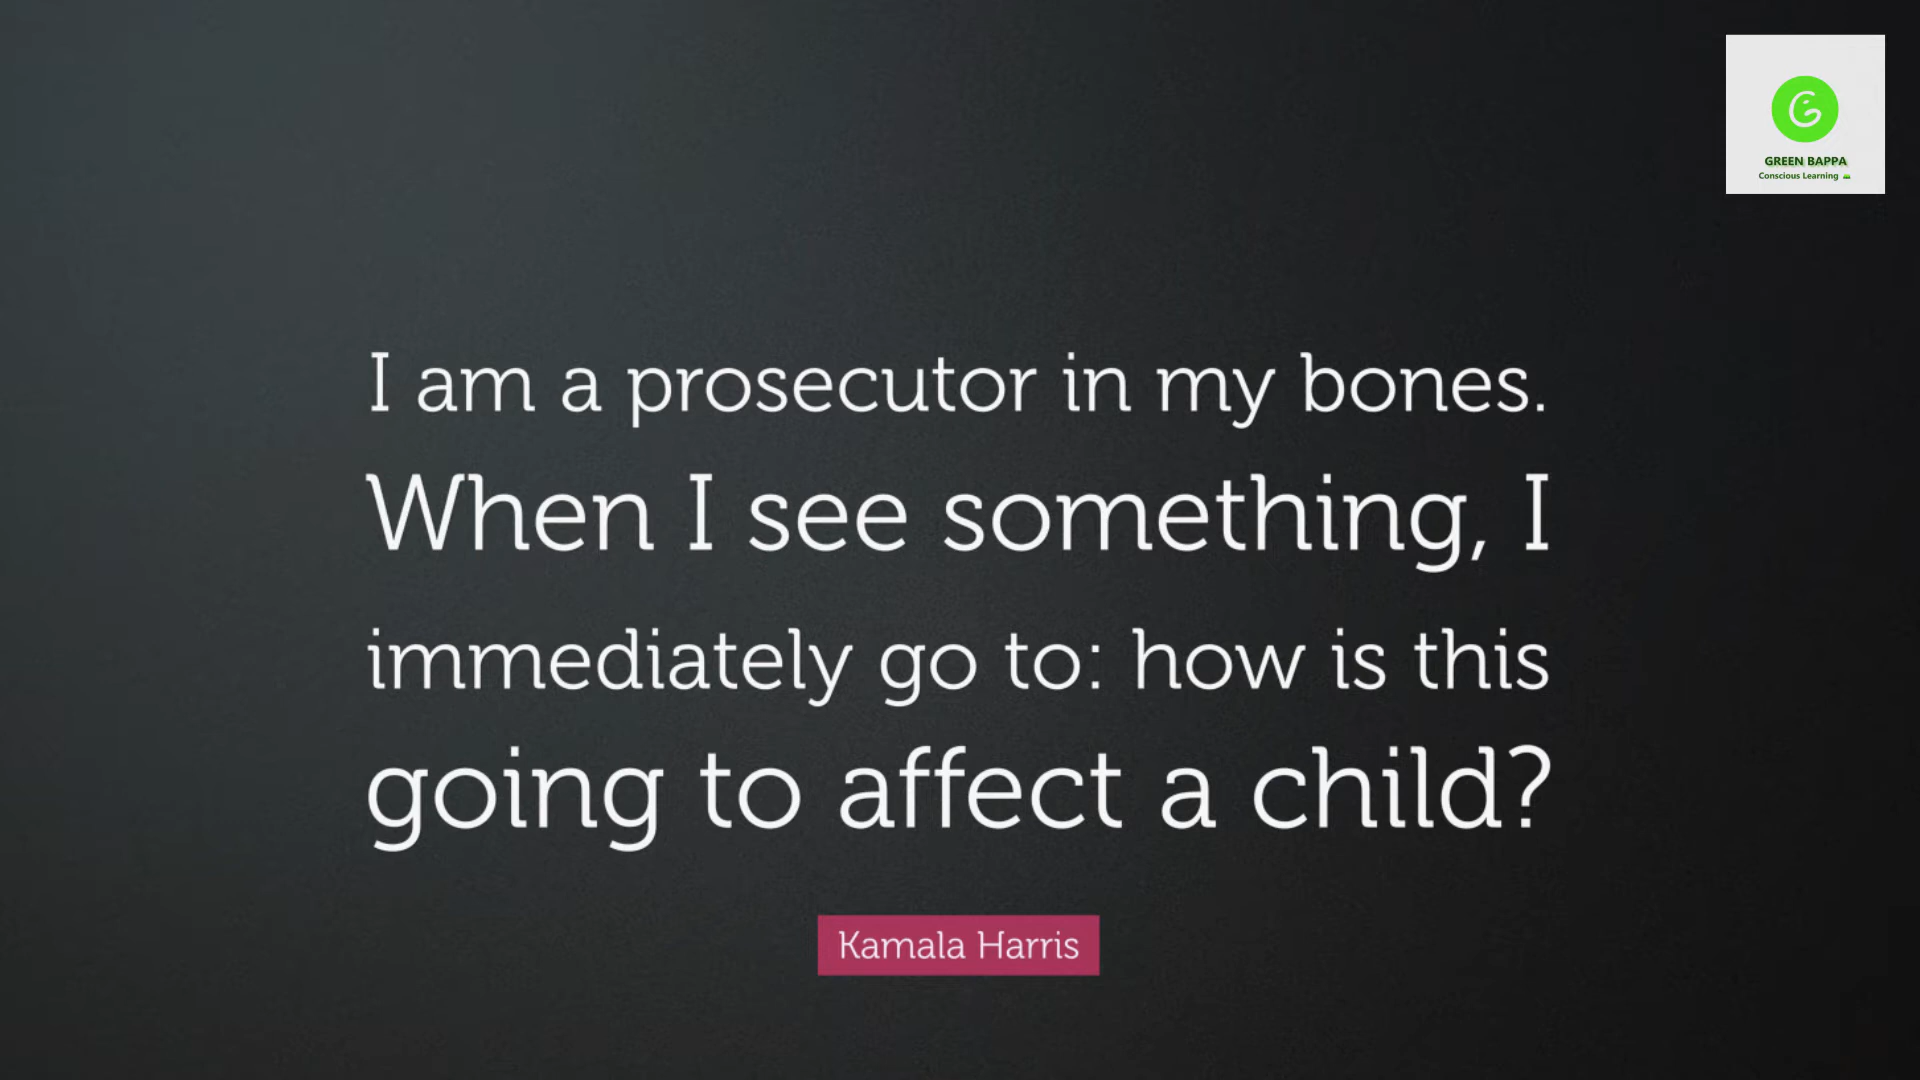 GREEN BAPPA
Conscious Learning
I am a prosecutor in my bones.
When I see something, I
immediately go to: how is this
going to affect a child?
Kamala Harris